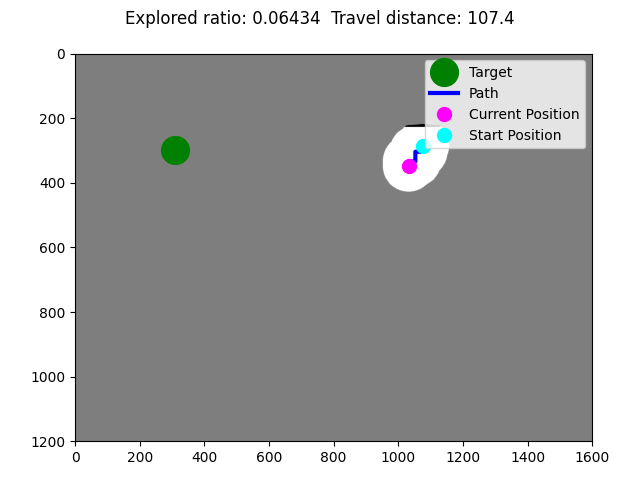 Explored ratio: 0.06434  Travel distance: 107.4
Target
Path
Current Position
Start Position
0
200
400
600
800
1000
1200
0 200 400 600 800 1000 1200 1400 1600